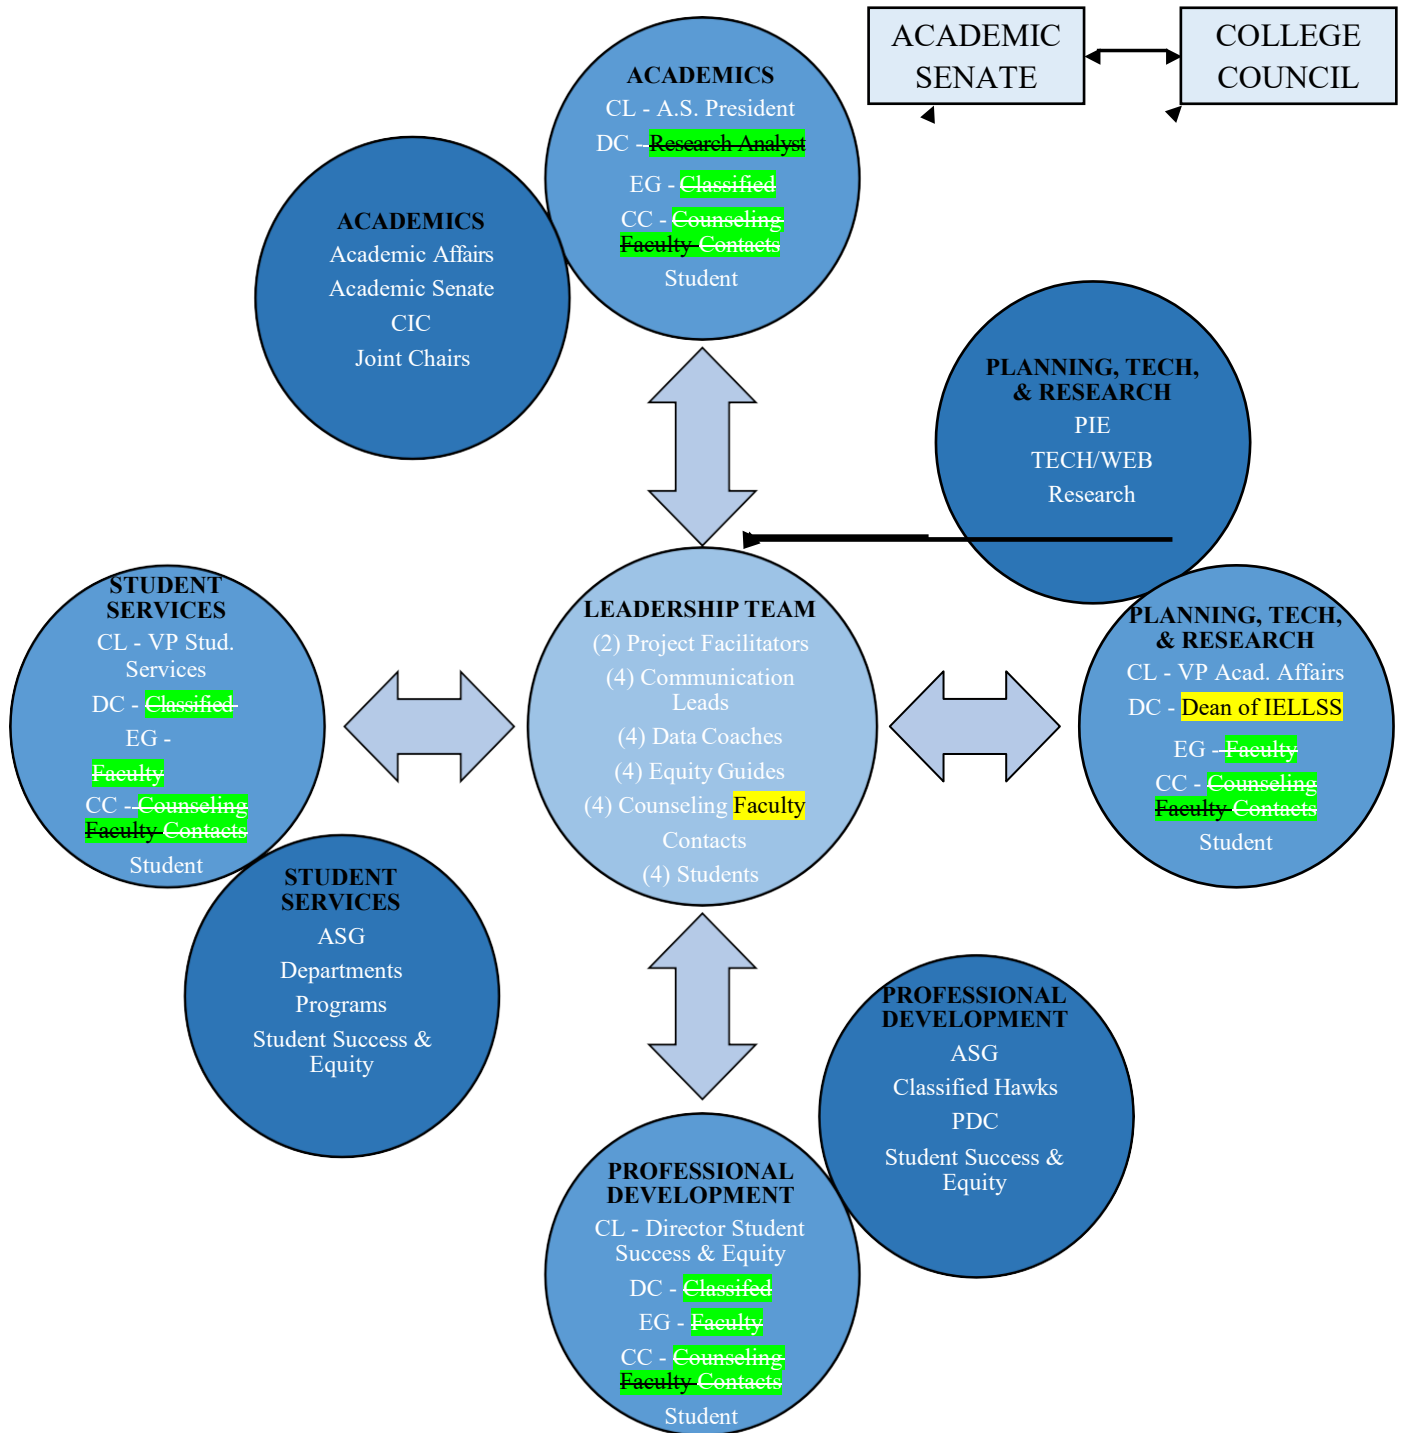 ACADEMIC
SENATE
COLLEGE
COUNCIL
ACADEMICS
CL - A.S. President
DC - Research Analyst
EG - Classified
CC - Counseling
Faculty Contacts
Student
ACADEMICS
Academic Affairs
Academic Senate
CIC
Joint Chairs
PLANNING, TECH,
& RESEARCH
PIE
TECH/WEB
Research
STUDENT
SERVICES
CL - VP Stud.
Services
DC - Classified
EG -
Faculty
CC - Counseling
Faculty Contacts
Student
LEADERSHIP TEAM
(2) Project Facilitators
(4) Communication
Leads
(4) Data Coaches
(4) Equity Guides
(4) Counseling Faculty
Contacts
(4) Students
PLANNING, TECH,
& RESEARCH
CL - VP Acad. Affairs
DC - Dean of IELLSS
EG - Faculty
CC - Counseling
Faculty Contacts
Student
STUDENT
SERVICES
ASG
Departments
Programs
Student Success &
Equity
PROFESSIONAL
DEVELOPMENT
ASG
Classified Hawks
PDC
Student Success &
Equity
PROFESSIONAL
DEVELOPMENT
CL - Director Student
Success & Equity
DC - Classifed
EG - Faculty
CC - Counseling
Faculty Contacts
Student